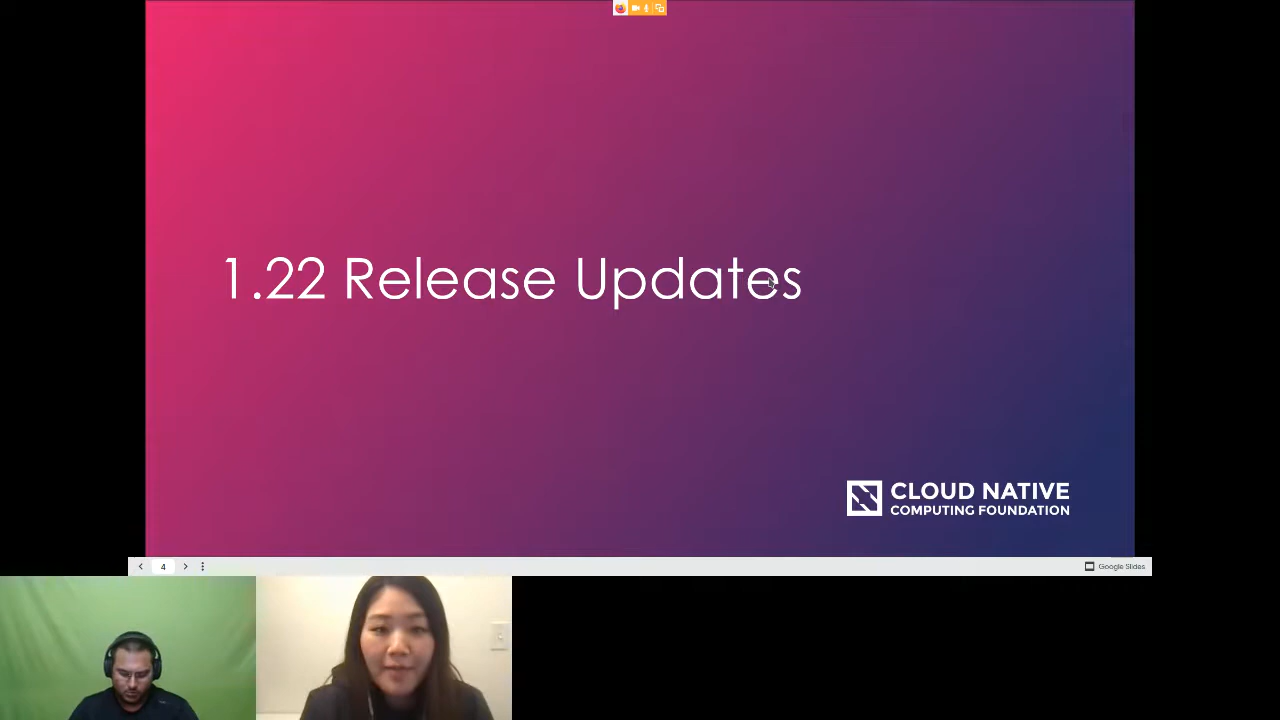 1.22 Release Updates
CLOUD NATIVE
COMPUTING FOUNDATION
4
Google Slides